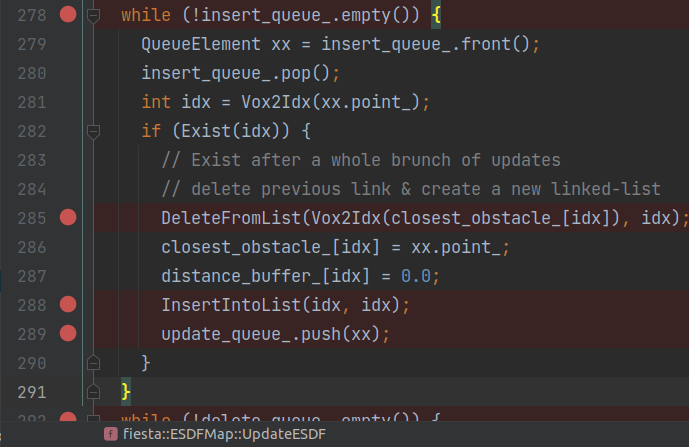 278 while (!insert_queue_.empty()) {
279 QueueElement xx = insert_queue_.front();
280 insert_queue_.pop();
281 int idx = Vox2Idx(xx.point_);
282 if (Exist(idx)) {
283 // Exist after a whole brunch of updates
284 // delete previous link & create a new linked-list
285 DeleteFromList(Vox2Idx(closest_obstacle_[idx]), idx);
286 closest_obstacle_[idx] = xx.point_;
287 distance_buffer_[idx] = 0.0;
288 InsertIntoList(idx, idx);
289 update_queue_.push(xx);
290 }
291 }
292 while (!delete_queue_.empty()) {
f fiesta::ESDFMap::UpdateESDF